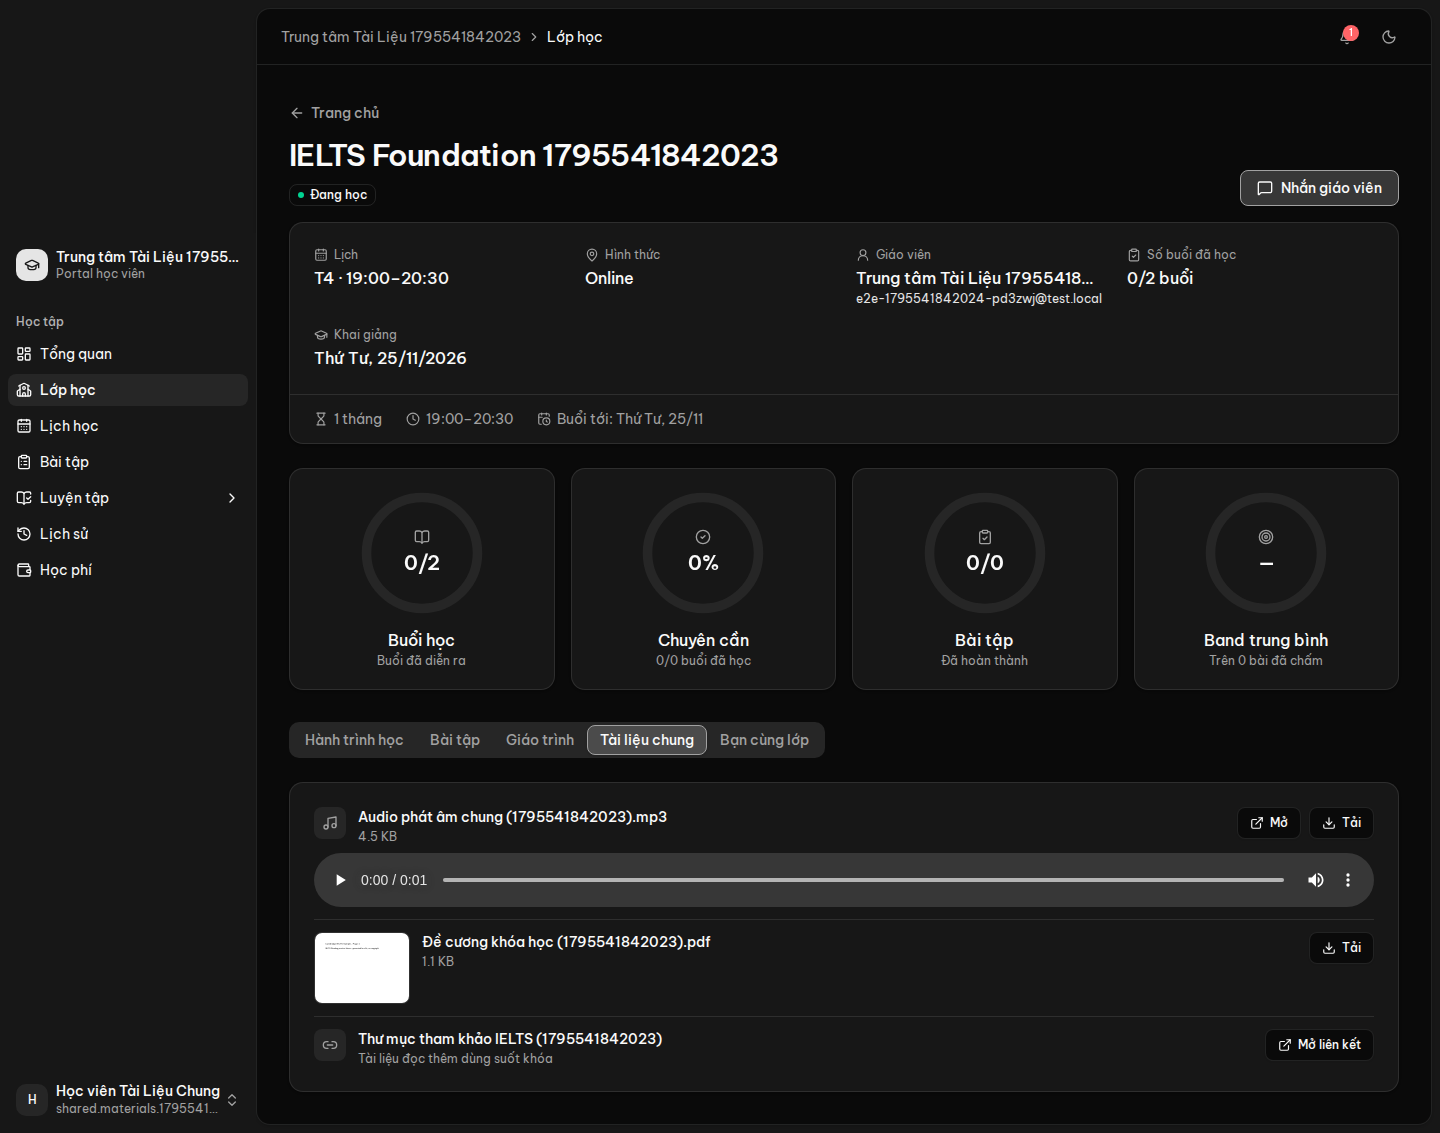 Trung tâm Tài Liệu 17955...
Portal học viên
Học tập
Tổng quan
Lớp học
Lịch học
Bài tập
Luyện tập
Lịch sử
Học phí
H
Học viên Tài Liệu Chung
shared.materials.1795541...
Trung tâm Tài Liệu 1795541842023 > Lớp học
1
Trang chủ
IELTS Foundation 1795541842023
Đang học
Nhắn giáo viên
Lịch
T4 · 19:00–20:30
Hình thức
Online
Giáo viên
Trung tâm Tài Liệu 17955418...
e2e-1795541842024-pd3zwj@test.local
Số buổi đã học
0/2 buổi
Khai giảng
Thứ Tư, 25/11/2026
1 tháng
19:00–20:30
Buổi tới: Thứ Tư, 25/11
0/2
Buổi học
Buổi đã diễn ra
0%
Chuyên cần
0/0 buổi đã học
0/0
Bài tập
Đã hoàn thành
–
Band trung bình
Trên 0 bài đã chấm
Hành trình học
Bài tập
Giáo trình
Tài liệu chung
Bạn cùng lớp
Audio phát âm chung (1795541842023).mp3
4.5 KB
Mở
Tải
0:00 / 0:01
Đề cương khóa học (1795541842023).pdf
1.1 KB
Tải
Thư mục tham khảo IELTS (1795541842023)
Tài liệu đọc thêm dùng suốt khóa
Mở liên kết